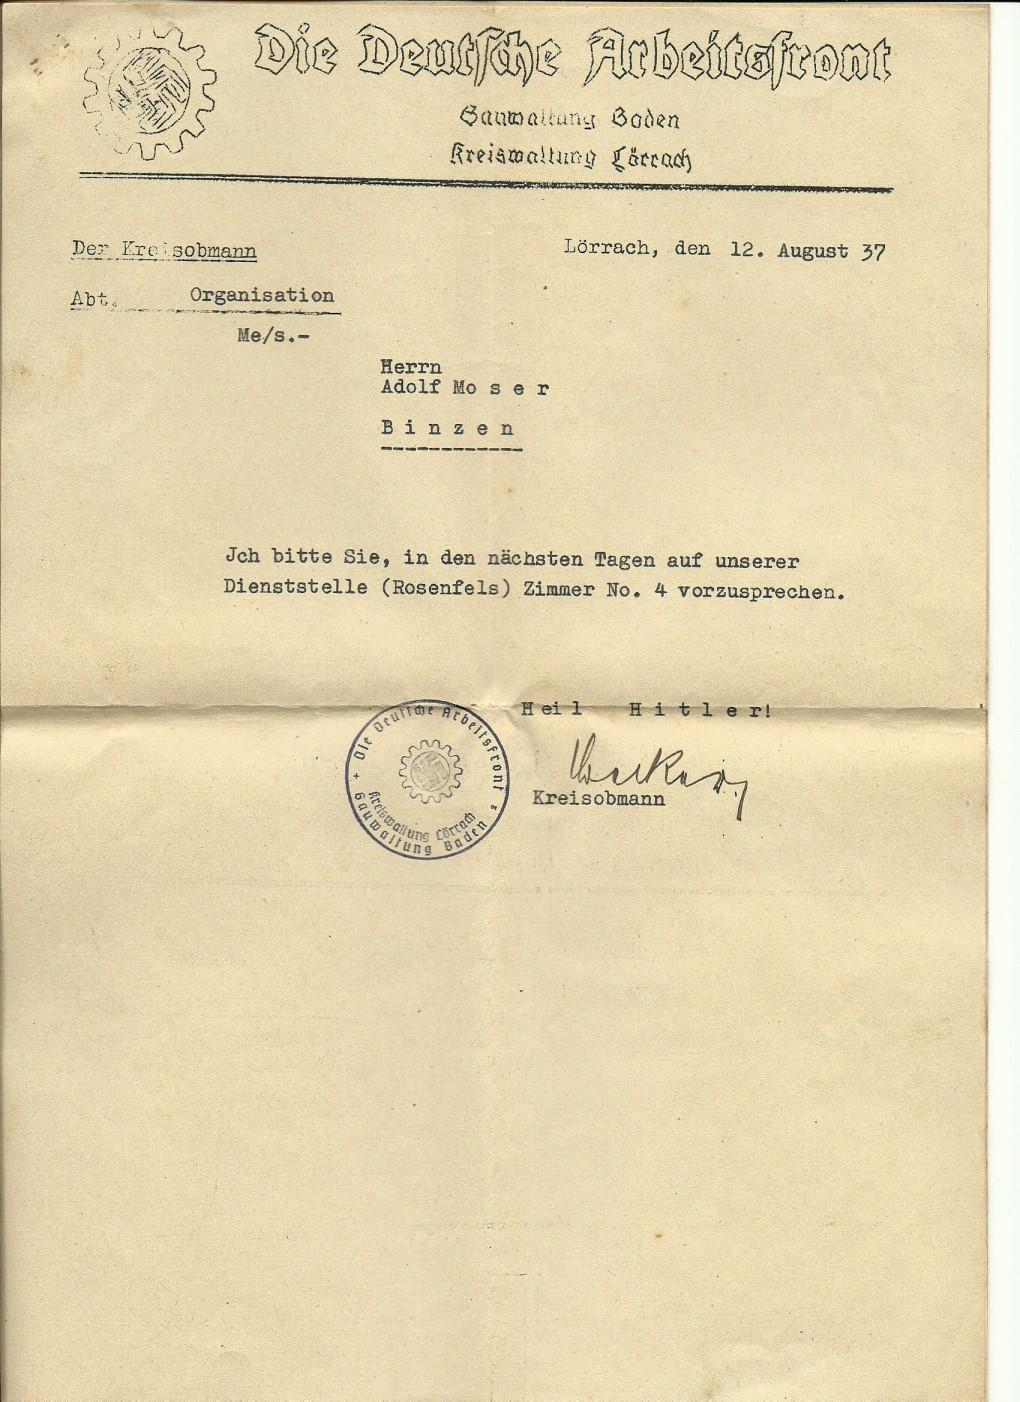 Die Deutsche Arbeitsfront
Gauwaltung Baden
Kreiswaltung Lörrach
Der Kreisobmann
Lörrach, den 12. August 37
Abt. Organisation
Me/s.-
Herrn
Adolf Mo s e r
B i n z e n
Jch bitte Sie, in den nächsten Tagen auf unserer
Dienststelle (Rosenfels) Zimmer No. 4 vorzusprechen.
Heil H i t l e r!
Kreisobmann
+ Die Deutsche Arbeitsfront
Kreiswaltung Lörrach
Gauwaltung Baden